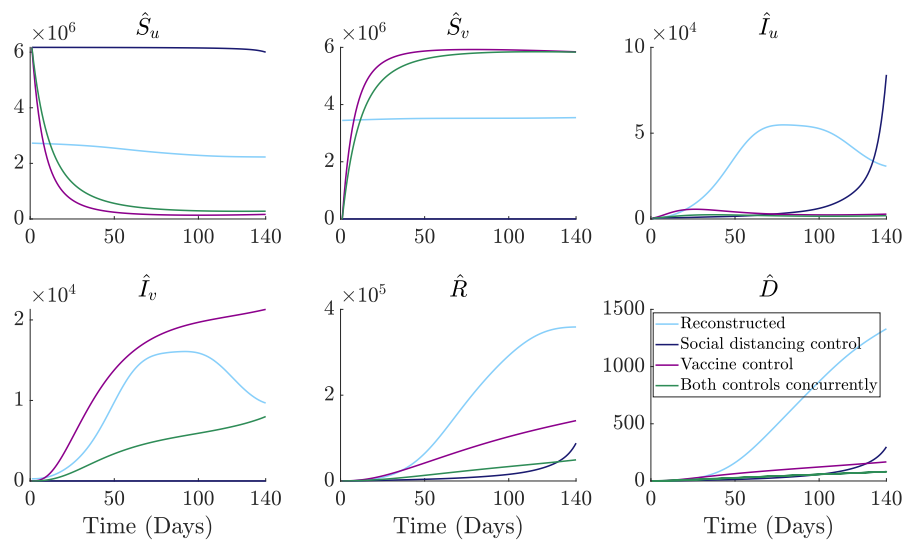 Ŝ_u
×10^6
6
4
2
0
0 50 100 140
Ŝ_v
×10^6
6
4
2
0
0 50 100 140
Î_u
×10^4
10
5
0
0 50 100 140
Î_v
×10^4
2
1
0
0 50 100 140
Time (Days)
R̂
×10^5
4
2
0
0 50 100 140
Time (Days)
D̂
1500
1000
500
0
Reconstructed
Social distancing control
Vaccine control
Both controls concurrently
0 50 100 140
Time (Days)